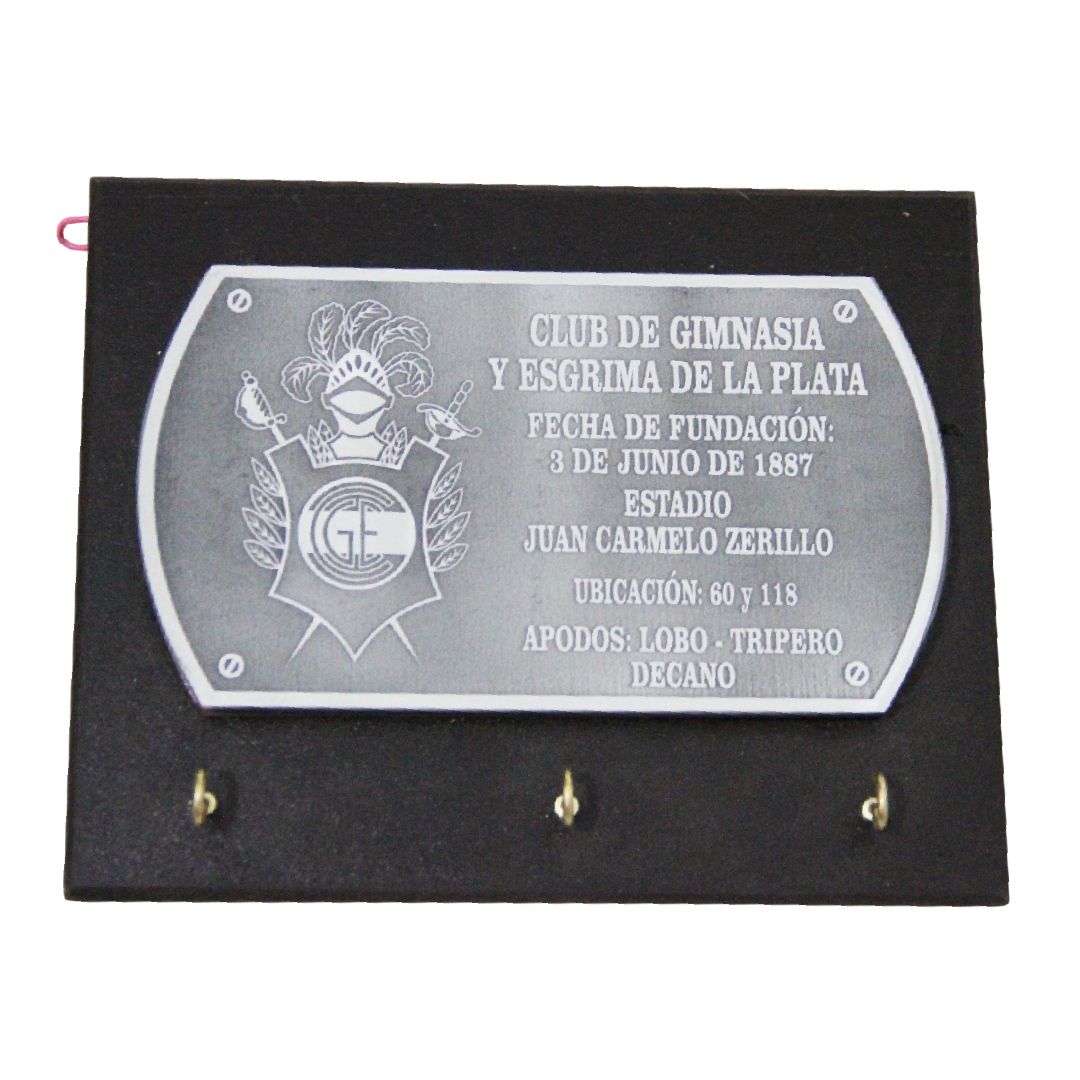 CLUB DE GIMNASIA
Y ESGRIMA DE LA PLATA
FECHA DE FUNDACIÓN:
3 DE JUNIO DE 1887
ESTADIO
JUAN CARMELO ZERILLO
UBICACIÓN: 60 y 118
APODOS: LOBO - TRIPERO
DECANO
CGE